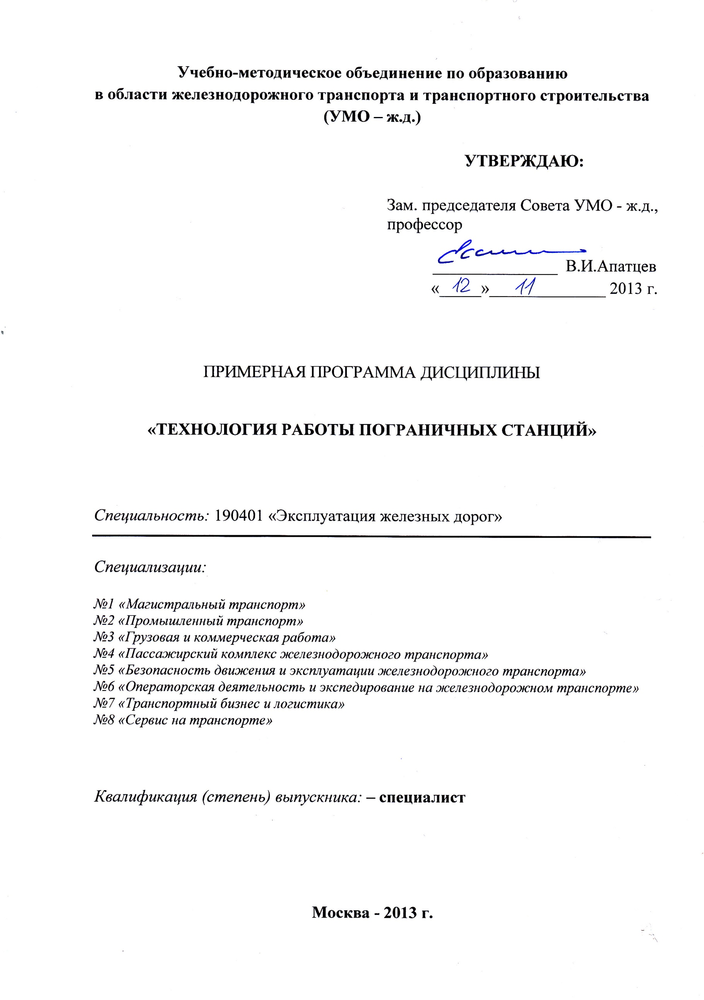 Учебно-методическое объединение по образованию
в области железнодорожного транспорта и транспортного строительства
(УМО – ж.д.)
УТВЕРЖДАЮ:
Зам. председателя Совета УМО - ж.д.,
профессор
В.И.Апатцев
«12» 11 2013 г.
ПРИМЕРНАЯ ПРОГРАММА ДИСЦИПЛИНЫ
«ТЕХНОЛОГИЯ РАБОТЫ ПОГРАНИЧНЫХ СТАНЦИЙ»
Специальность: 190401 «Эксплуатация железных дорог»
Специализации:
№1 «Магистральный транспорт»
№2 «Промышленный транспорт»
№3 «Грузовая и коммерческая работа»
№4 «Пассажирский комплекс железнодорожного транспорта»
№5 «Безопасность движения и эксплуатации железнодорожного транспорта»
№6 «Операторская деятельность и экспедирование на железнодорожном транспорте»
№7 «Транспортный бизнес и логистика»
№8 «Сервис на транспорте»
Квалификация (степень) выпускника: – специалист
Москва - 2013 г.